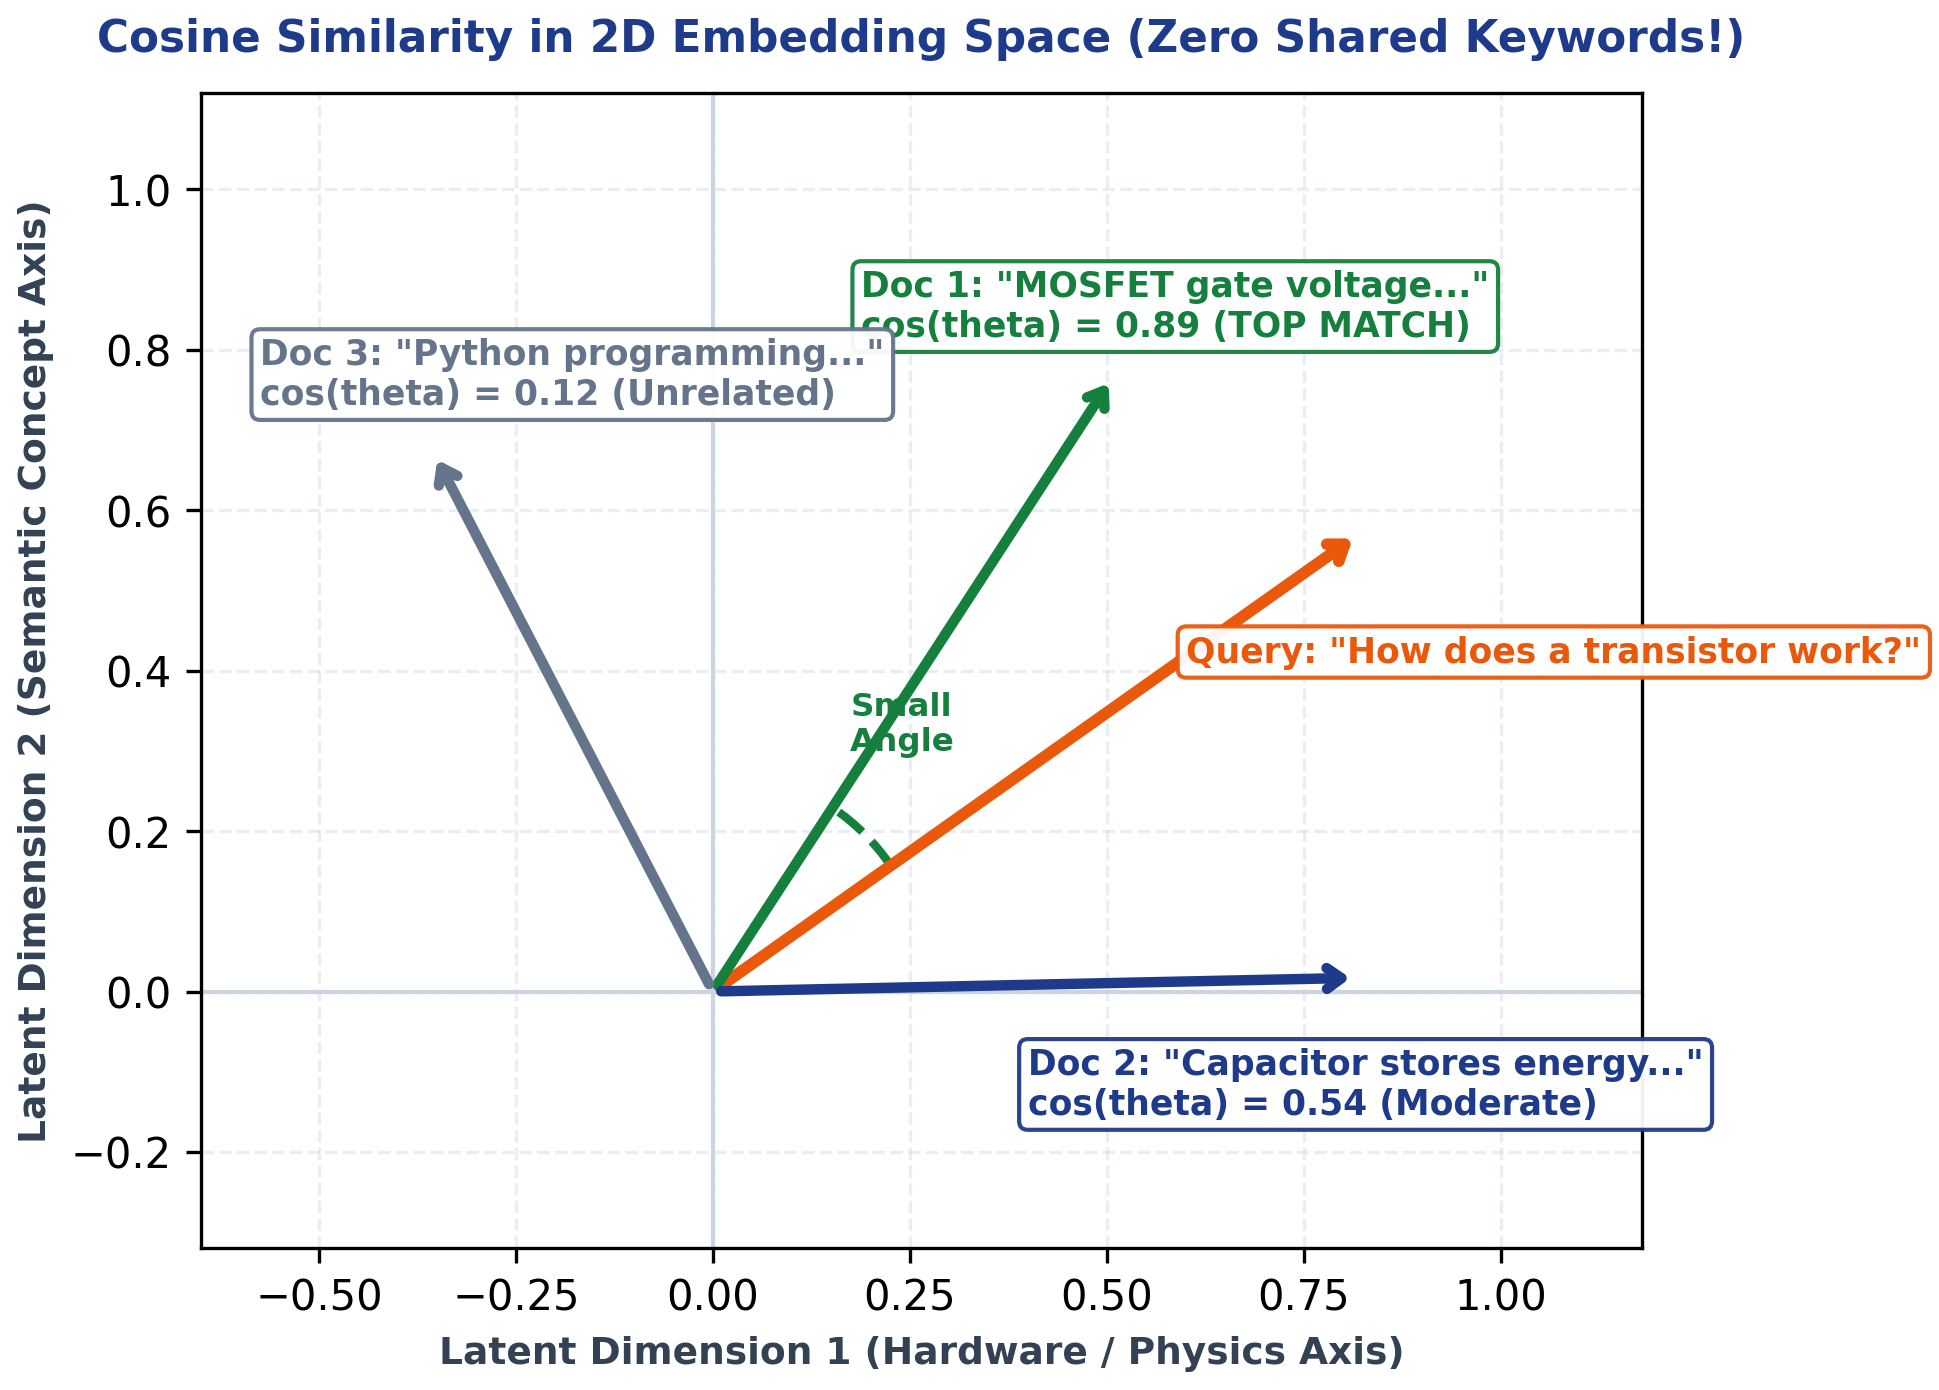 Cosine Similarity in 2D Embedding Space (Zero Shared Keywords!)
Latent Dimension 2 (Semantic Concept Axis)
1.0
0.8
0.6
0.4
0.2
0.0
−0.2
Doc 1: "MOSFET gate voltage..."
cos(theta) = 0.89 (TOP MATCH)
Doc 3: "Python programming..."
cos(theta) = 0.12 (Unrelated)
Query: "How does a transistor work?"
Small
Angle
Doc 2: "Capacitor stores energy..."
cos(theta) = 0.54 (Moderate)
−0.50 −0.25 0.00 0.25 0.50 0.75 1.00
Latent Dimension 1 (Hardware / Physics Axis)